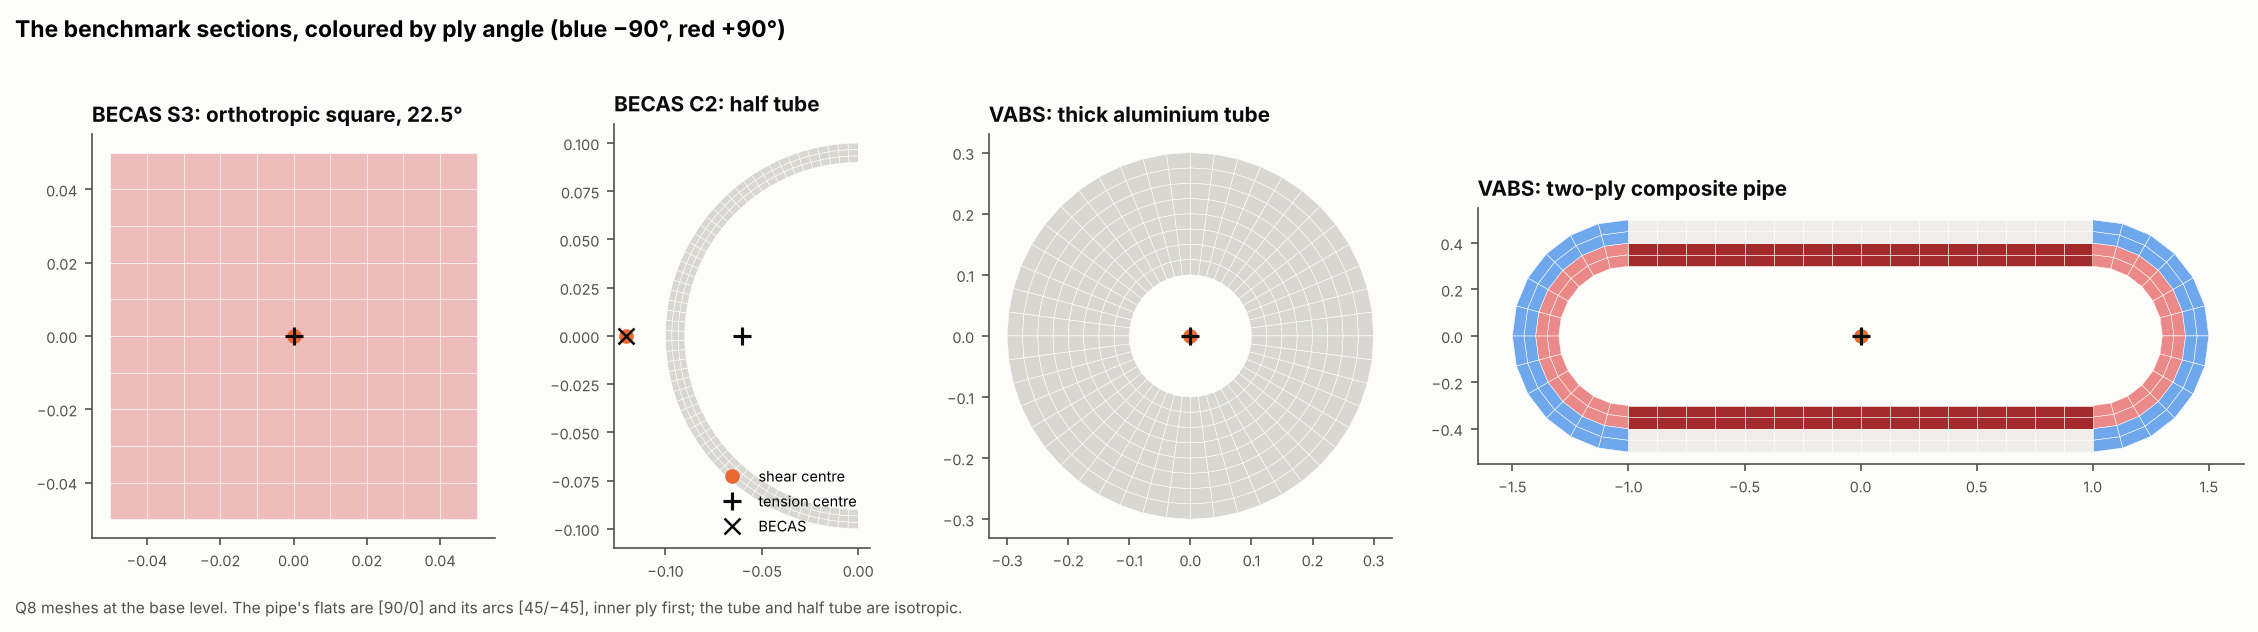 The benchmark sections, coloured by ply angle (blue −90°, red +90°)
BECAS S3: orthotropic square, 22.5°
0.04
0.02
0.00
−0.02
−0.04
−0.04 −0.02 0.00 0.02 0.04
BECAS C2: half tube
0.100
0.075
0.050
0.025
0.000
−0.025
−0.050
−0.075
−0.100
shear centre
tension centre
BECAS
−0.10 −0.05 0.00
VABS: thick aluminium tube
0.3
0.2
0.1
0.0
−0.1
−0.2
−0.3
−0.3 −0.2 −0.1 0.0 0.1 0.2 0.3
VABS: two-ply composite pipe
0.4
0.2
0.0
−0.2
−0.4
−1.5 −1.0 −0.5 0.0 0.5 1.0 1.5
Q8 meshes at the base level. The pipe's flats are [90/0] and its arcs [45/−45], inner ply first; the tube and half tube are isotropic.